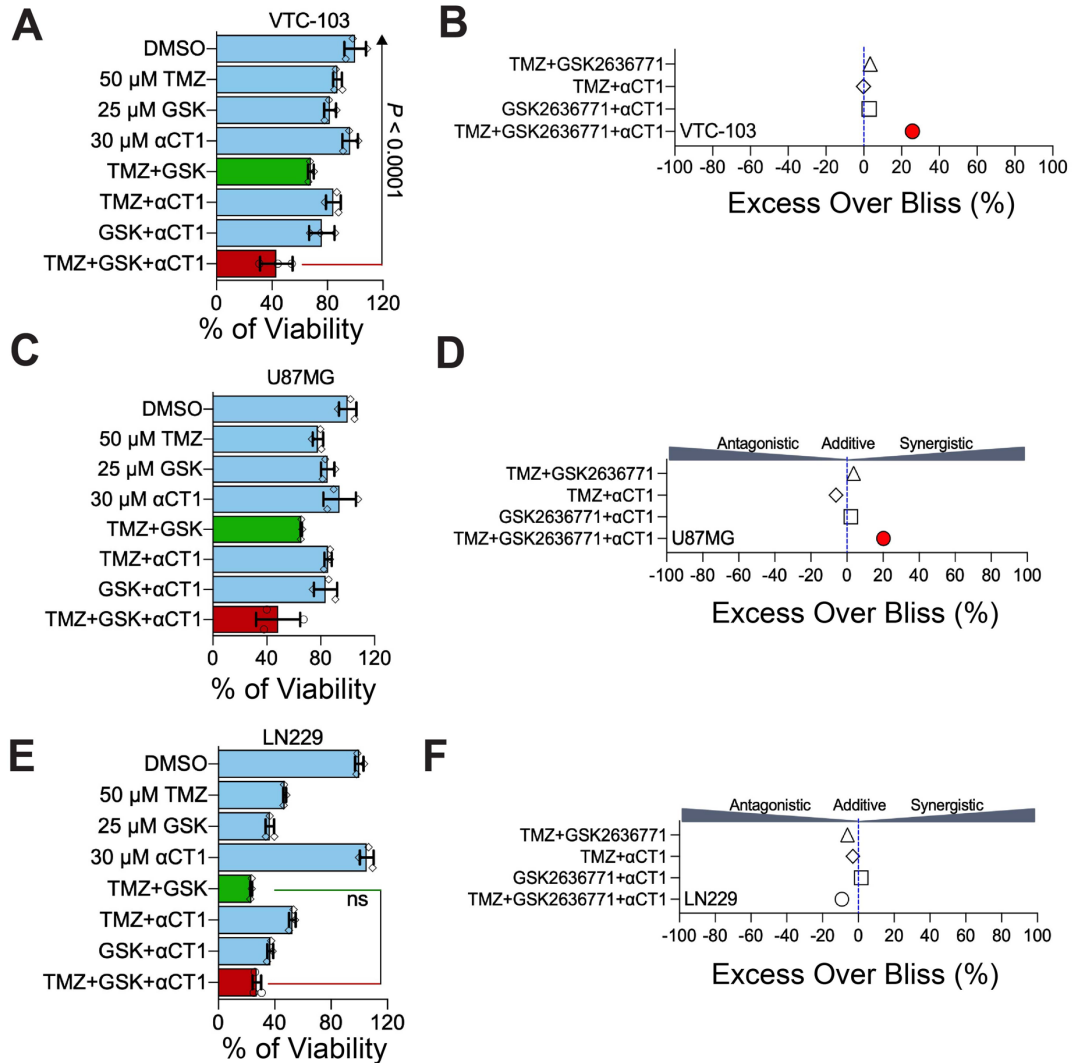 A
VTC-103
DMSO
50 µM TMZ
25 µM GSK
30 µM αCT1
TMZ+GSK
TMZ+αCT1
GSK+αCT1
TMZ+GSK+αCT1
P < 0.0001
0 40 80 120
% of Viability
B
TMZ+GSK2636771
TMZ+αCT1
GSK2636771+αCT1
TMZ+GSK2636771+αCT1
VTC-103
-100 -80 -60 -40 -20 0 20 40 60 80 100
Excess Over Bliss (%)
C
U87MG
DMSO
50 µM TMZ
25 µM GSK
30 µM αCT1
TMZ+GSK
TMZ+αCT1
GSK+αCT1
TMZ+GSK+αCT1
0 40 80 120
% of Viability
D
Antagonistic Additive Synergistic
TMZ+GSK2636771
TMZ+αCT1
GSK2636771+αCT1
TMZ+GSK2636771+αCT1
U87MG
-100 -80 -60 -40 -20 0 20 40 60 80 100
Excess Over Bliss (%)
E
LN229
DMSO
50 µM TMZ
25 µM GSK
30 µM αCT1
TMZ+GSK
TMZ+αCT1
GSK+αCT1
TMZ+GSK+αCT1
ns
0 40 80 120
% of Viability
F
Antagonistic Additive Synergistic
TMZ+GSK2636771
TMZ+αCT1
GSK2636771+αCT1
TMZ+GSK2636771+αCT1
LN229
-100 -80 -60 -40 -20 0 20 40 60 80 100
Excess Over Bliss (%)